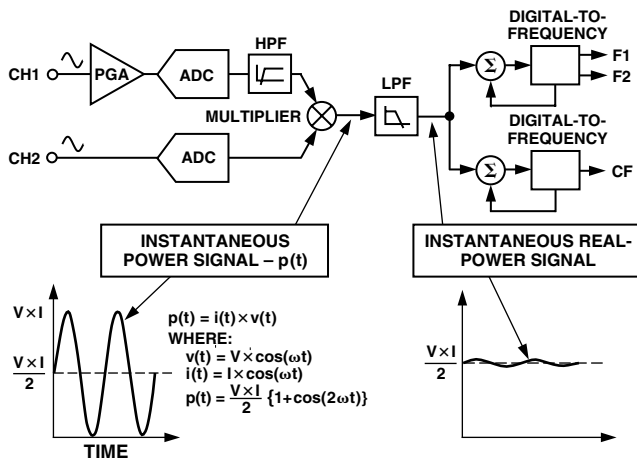 DIGITAL-TO-
FREQUENCY
HPF
CH1
PGA
ADC
LPF
Σ
F1
F2
MULTIPLIER
DIGITAL-TO-
FREQUENCY
CH2
ADC
Σ
CF
INSTANTANEOUS
POWER SIGNAL – p(t)
INSTANTANEOUS REAL-
POWER SIGNAL
V × I
V × I
2
TIME
p(t) = i(t) × v(t)
WHERE:
v(t) = V × cos(ωt)
i(t) = I × cos(ωt)
p(t) = V × I
2 {1+cos(2ωt)}
V × I
2